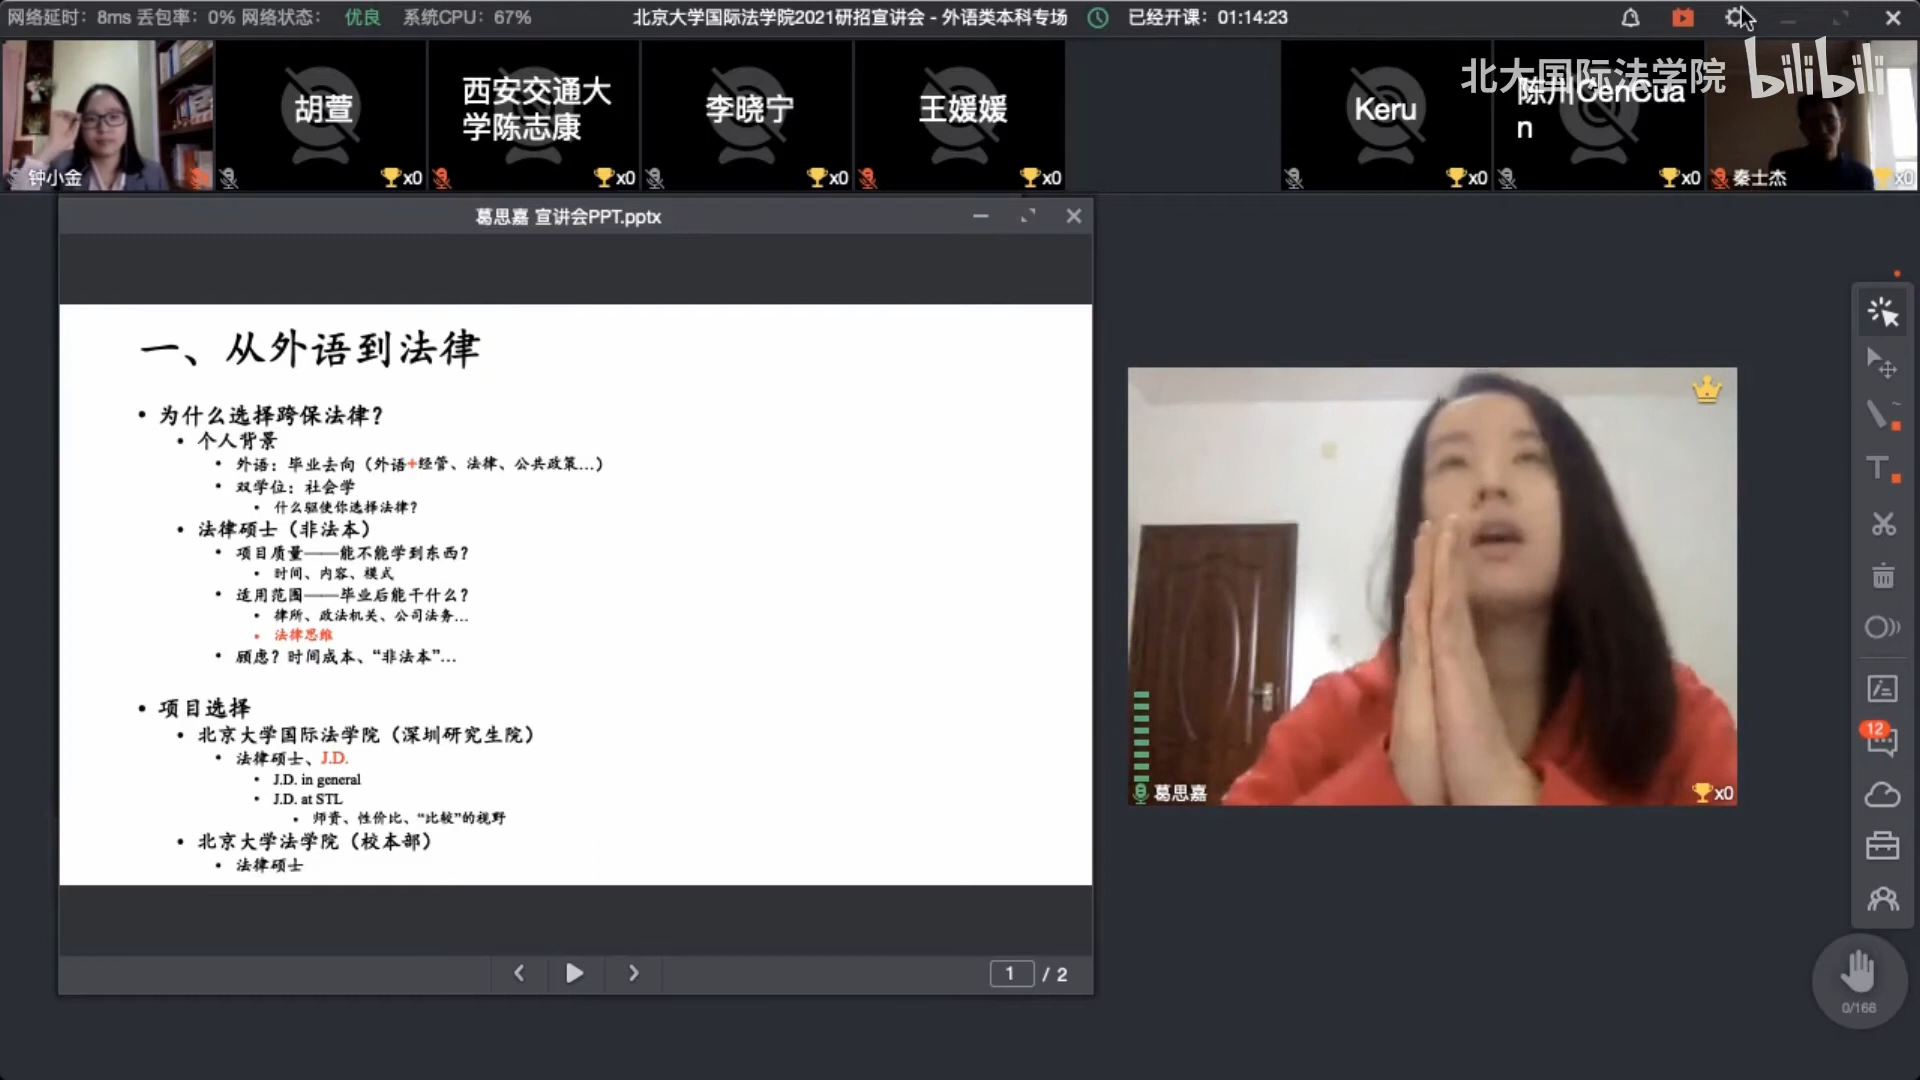 网络延时：8ms 丢包率：0% 网络状态： 优良 系统CPU：67%
北京大学国际法学院2021研招宣讲会 - 外语类本科专场
已经开课：01:14:23
北大国际法学院
bilibili
钟小金
胡萱
x0
西安交通大
学陈志康
x0
李晓宁
x0
王媛媛
x0
Keru
x0
陈川CenCua
n
x0
秦士杰
x0
葛思嘉 宣讲会PPT.pptx
一、从外语到法律
• 为什么选择跨保法律？
• 个人背景
• 外语：毕业去向（外语+经管、法律、公共政策…）
• 双学位：社会学
• 什么驱使你选择法律？
• 法律硕士（非法本）
• 项目质量——能不能学到东西？
• 时间、内容、模式
• 适用范围——毕业后能干什么？
• 律所、政法机关、公司法务…
• 法律思维
• 顾虑？时间成本、“非法本”…
• 项目选择
• 北京大学国际法学院（深圳研究生院）
• 法律硕士、J.D.
• J.D. in general
• J.D. at STL
• 师资、性价比、“比较”的视野
• 北京大学法学院（校本部）
• 法律硕士
1 / 2
葛思嘉
x0
12
0/166